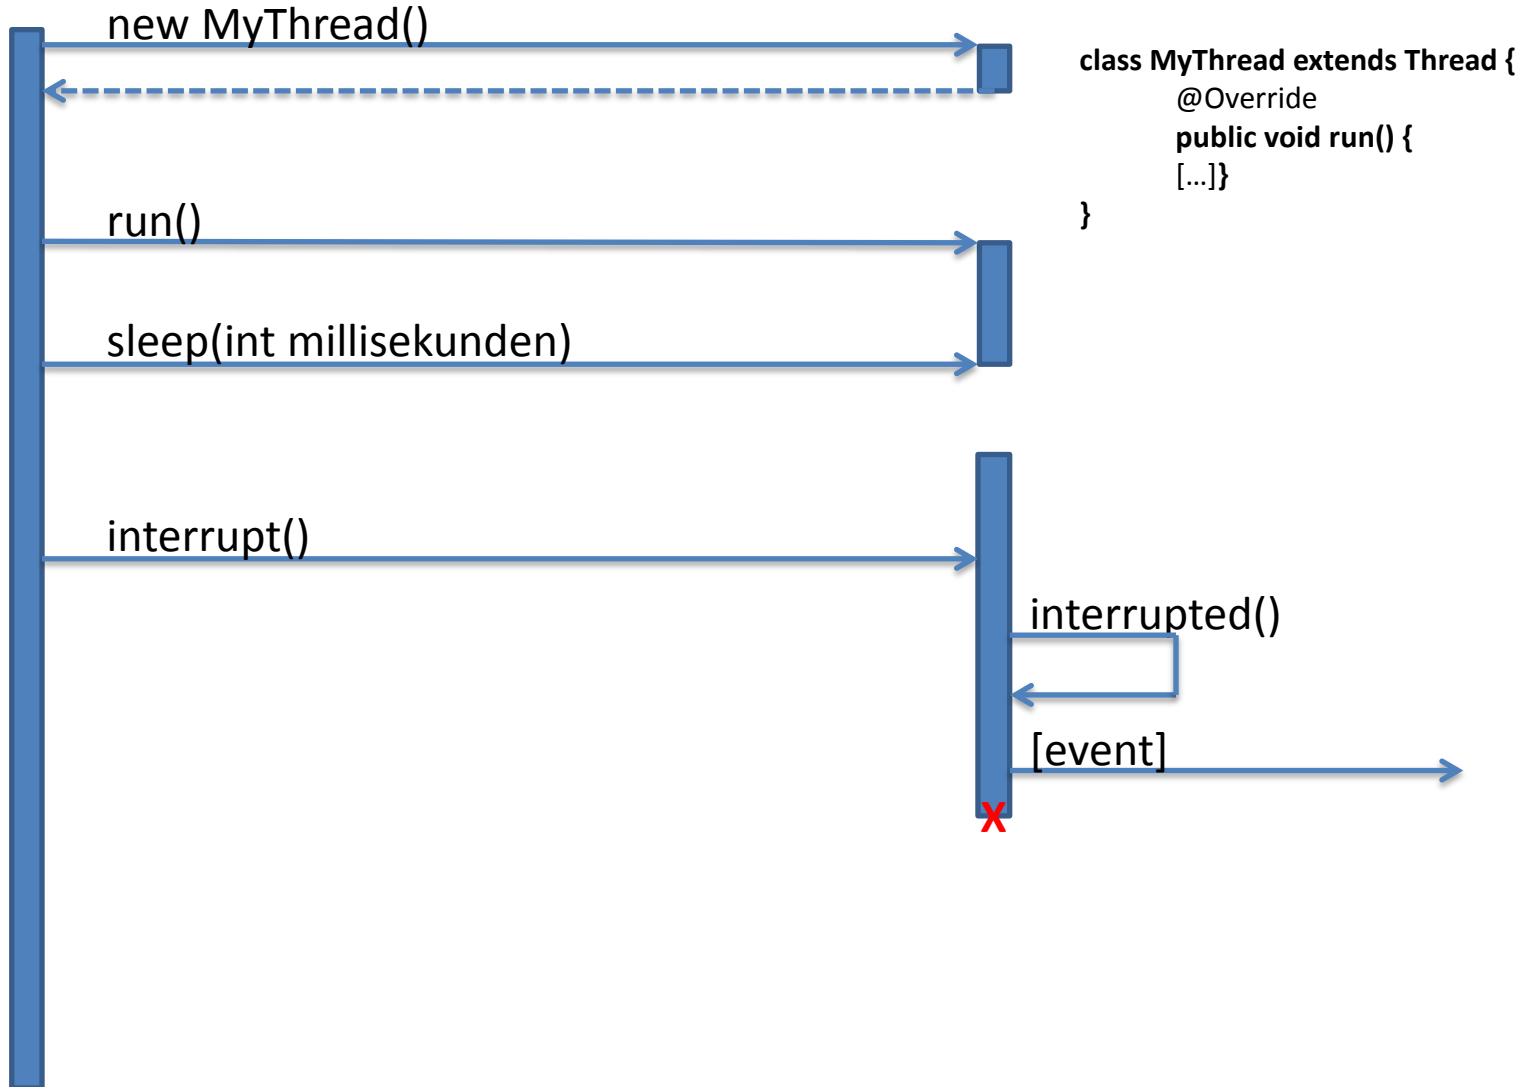 new MyThread()
class MyThread extends Thread {
@Override
public void run() {
[...]}
}
run()
sleep(int millisekunden)
interrupt()
interrupted()
[event]
X